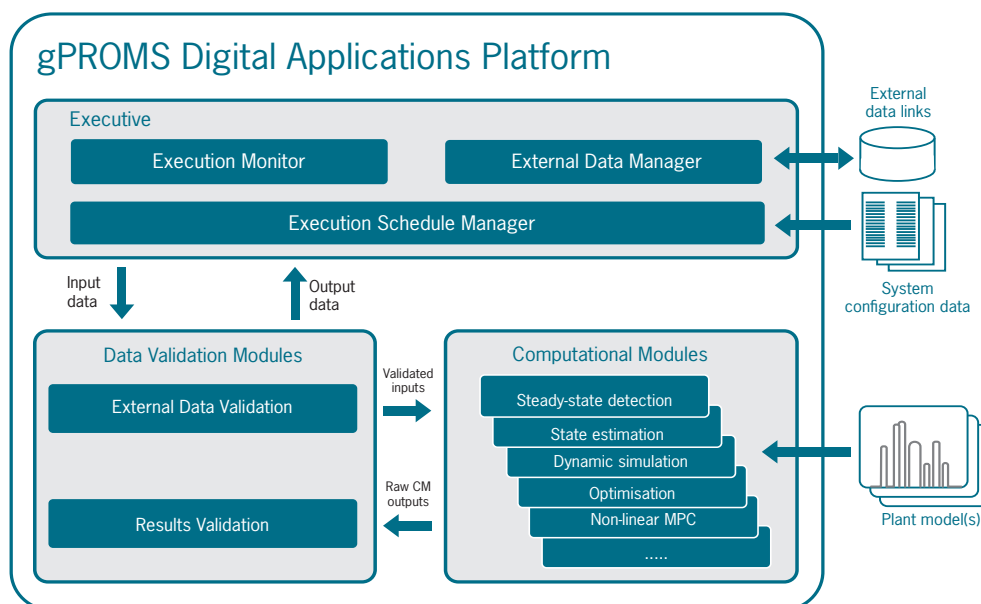 gPROMS Digital Applications Platform
Executive
Execution Monitor
External Data Manager
Execution Schedule Manager
External
data links
System
configuration data
Input
data
Output
data
Data Validation Modules
External Data Validation
Results Validation
Validated
inputs
Raw CM
outputs
Computational Modules
Steady-state detection
State estimation
Dynamic simulation
Optimisation
Non-linear MPC
.....
Plant model(s)